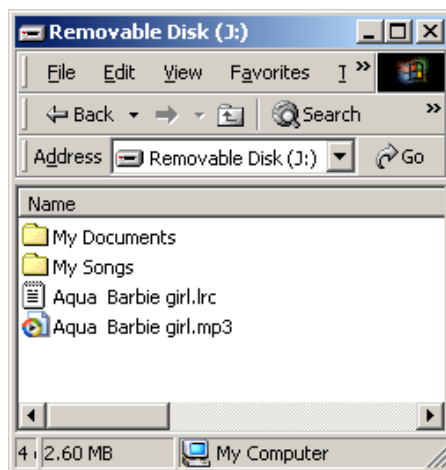 Removable Disk (J:)
File Edit View Favorites T »
Back Search »
Address Removable Disk (J:) Go
Name
My Documents
My Songs
Aqua Barbie girl.lrc
Aqua Barbie girl.mp3
4 2.60 MB My Computer